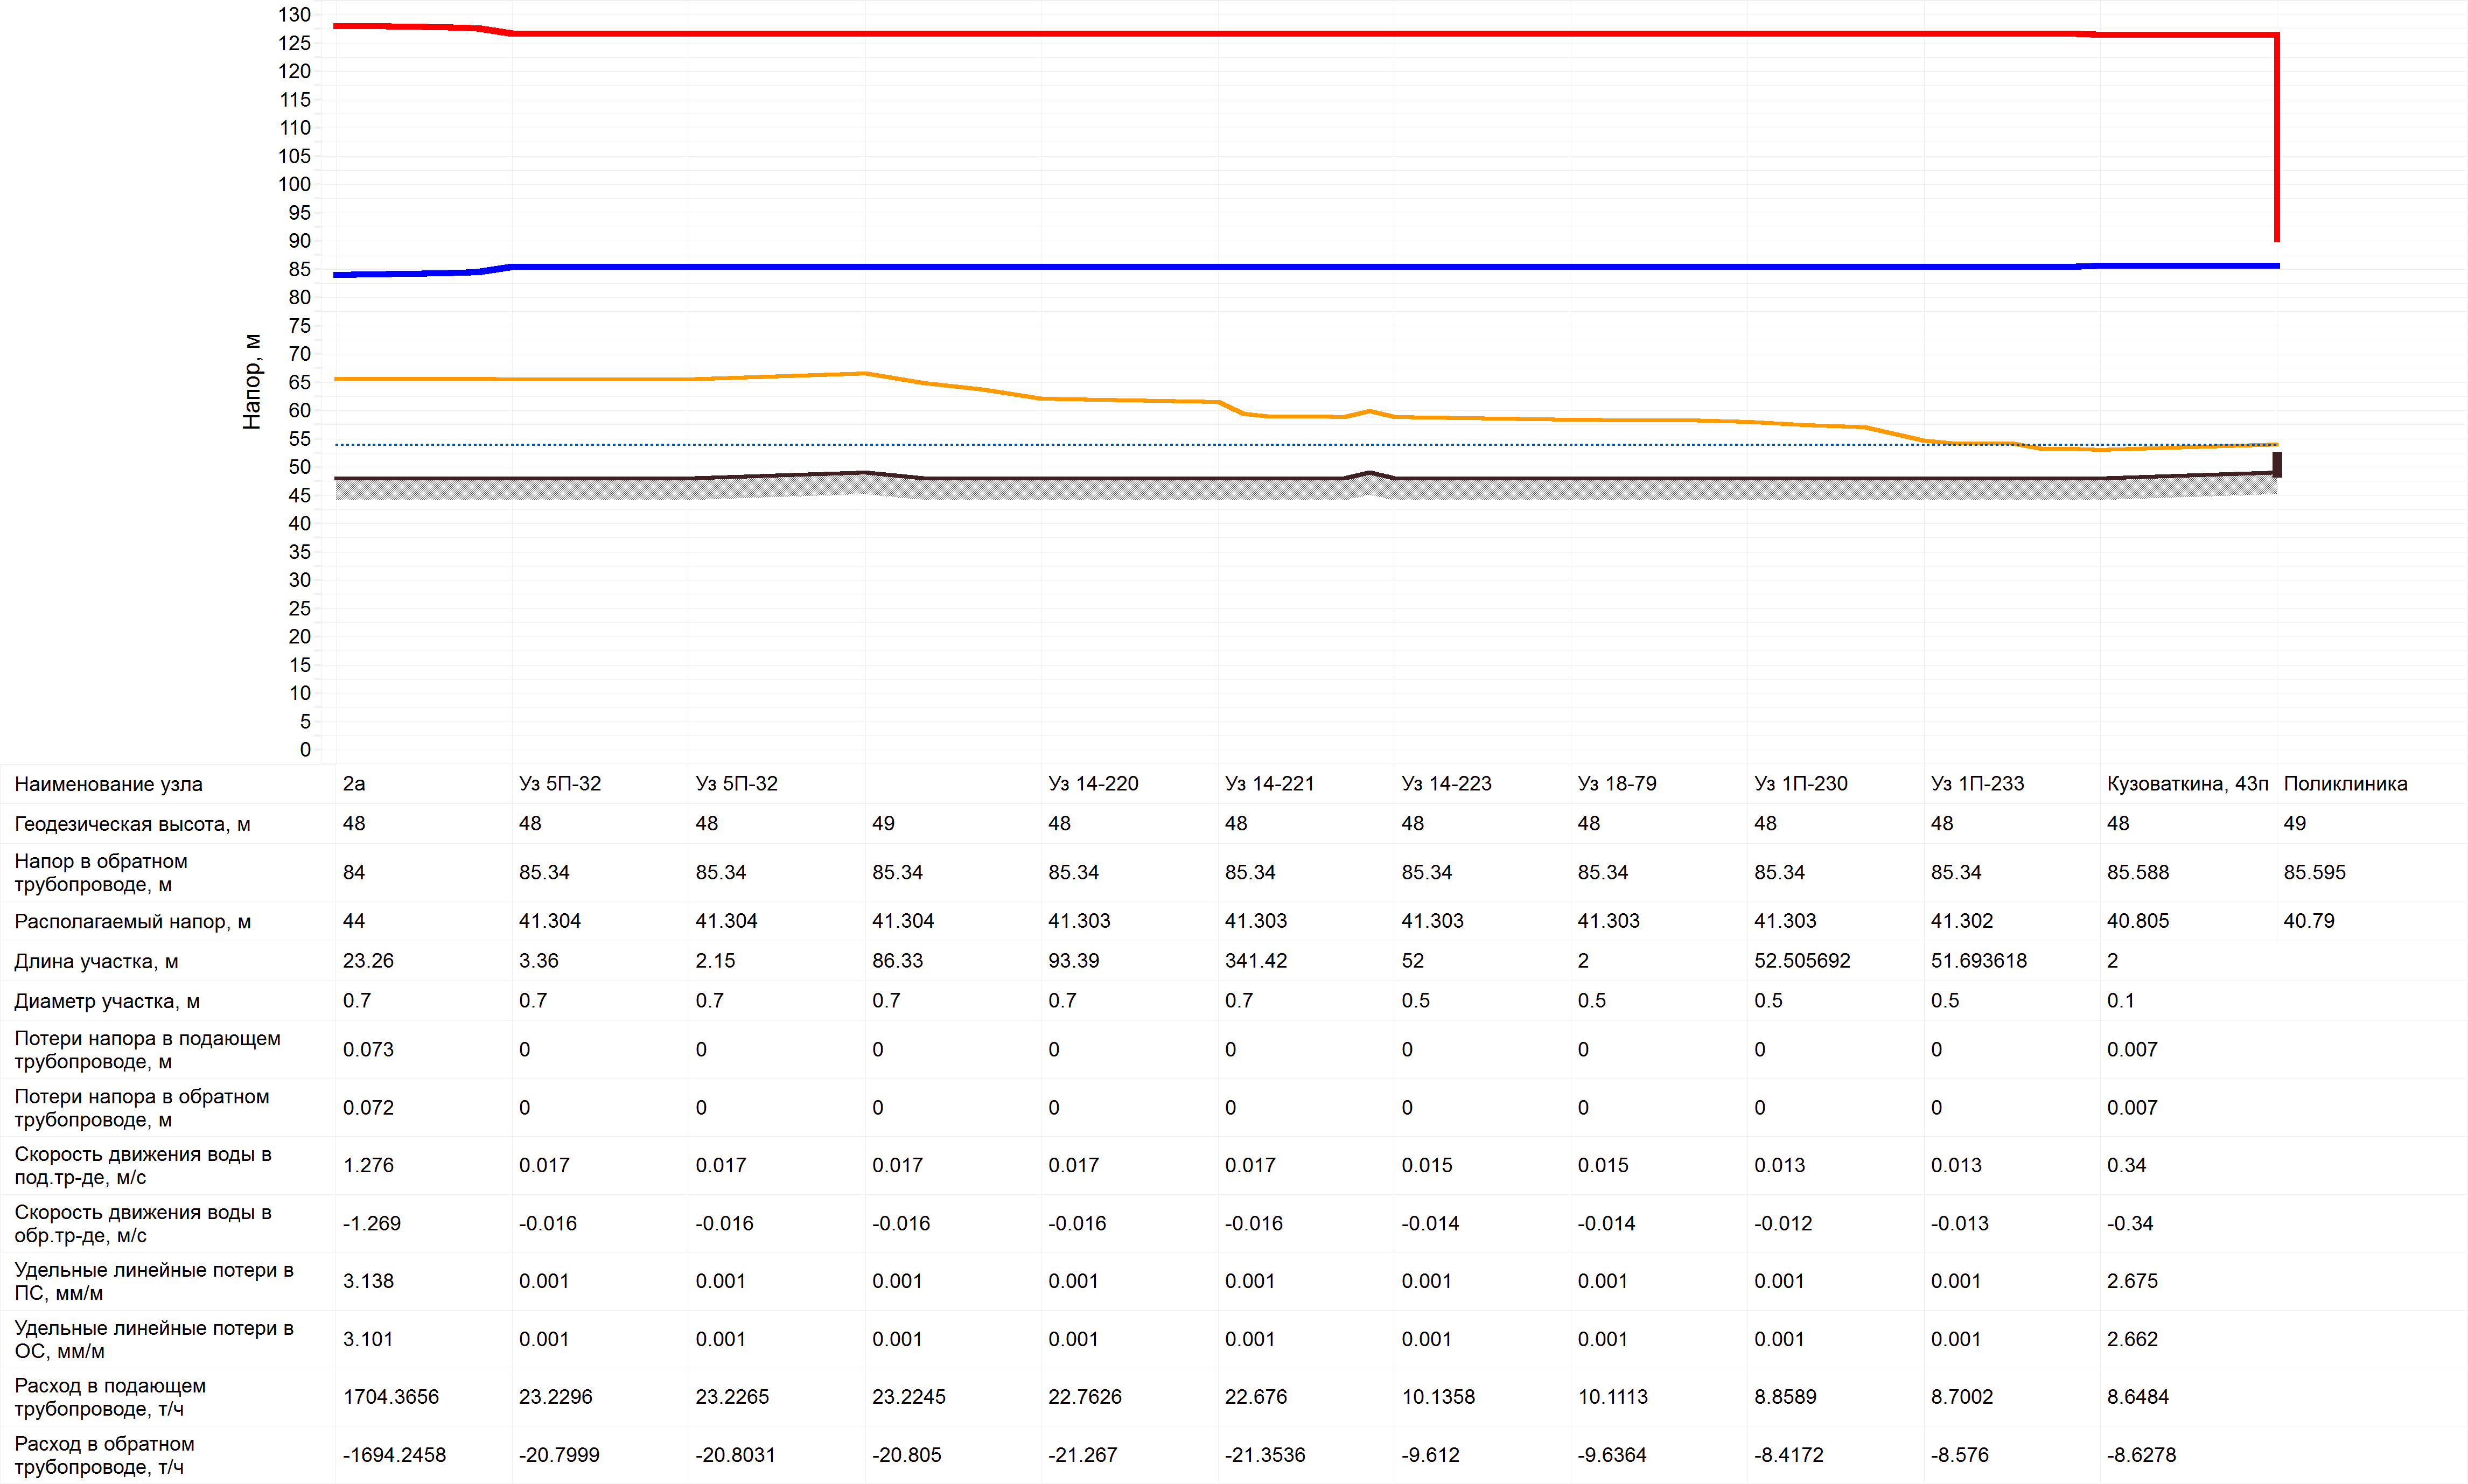 130
125
120
115
110
105
100
95
90
85
80
75
70
65
60
55
50
45
40
35
30
25
20
15
10
5
0
Напор, м
Наименование узла 2а Уз 5П-32 Уз 5П-32 Уз 14-220 Уз 14-221 Уз 14-223 Уз 18-79 Уз 1П-230 Уз 1П-233 Кузоваткина, 43п Поликлиника
Геодезическая высота, м 48 48 48 49 48 48 48 48 48 48 48 49
Напор в обратном
трубопроводе, м 84 85.34 85.34 85.34 85.34 85.34 85.34 85.34 85.34 85.34 85.588 85.595
Располагаемый напор, м 44 41.304 41.304 41.304 41.303 41.303 41.303 41.303 41.303 41.302 40.805 40.79
Длина участка, м 23.26 3.36 2.15 86.33 93.39 341.42 52 2 52.505692 51.693618 2
Диаметр участка, м 0.7 0.7 0.7 0.7 0.7 0.7 0.5 0.5 0.5 0.5 0.1
Потери напора в подающем
трубопроводе, м 0.073 0 0 0 0 0 0 0 0 0 0.007
Потери напора в обратном
трубопроводе, м 0.072 0 0 0 0 0 0 0 0 0 0.007
Скорость движения воды в
под.тр-де, м/с 1.276 0.017 0.017 0.017 0.017 0.017 0.015 0.015 0.013 0.013 0.34
Скорость движения воды в
обр.тр-де, м/с -1.269 -0.016 -0.016 -0.016 -0.016 -0.016 -0.014 -0.014 -0.012 -0.013 -0.34
Удельные линейные потери в
ПС, мм/м 3.138 0.001 0.001 0.001 0.001 0.001 0.001 0.001 0.001 0.001 2.675
Удельные линейные потери в
ОС, мм/м 3.101 0.001 0.001 0.001 0.001 0.001 0.001 0.001 0.001 0.001 2.662
Расход в подающем
трубопроводе, т/ч 1704.3656 23.2296 23.2265 23.2245 22.7626 22.676 10.1358 10.1113 8.8589 8.7002 8.6484
Расход в обратном
трубопроводе, т/ч -1694.2458 -20.7999 -20.8031 -20.805 -21.267 -21.3536 -9.612 -9.6364 -8.4172 -8.576 -8.6278